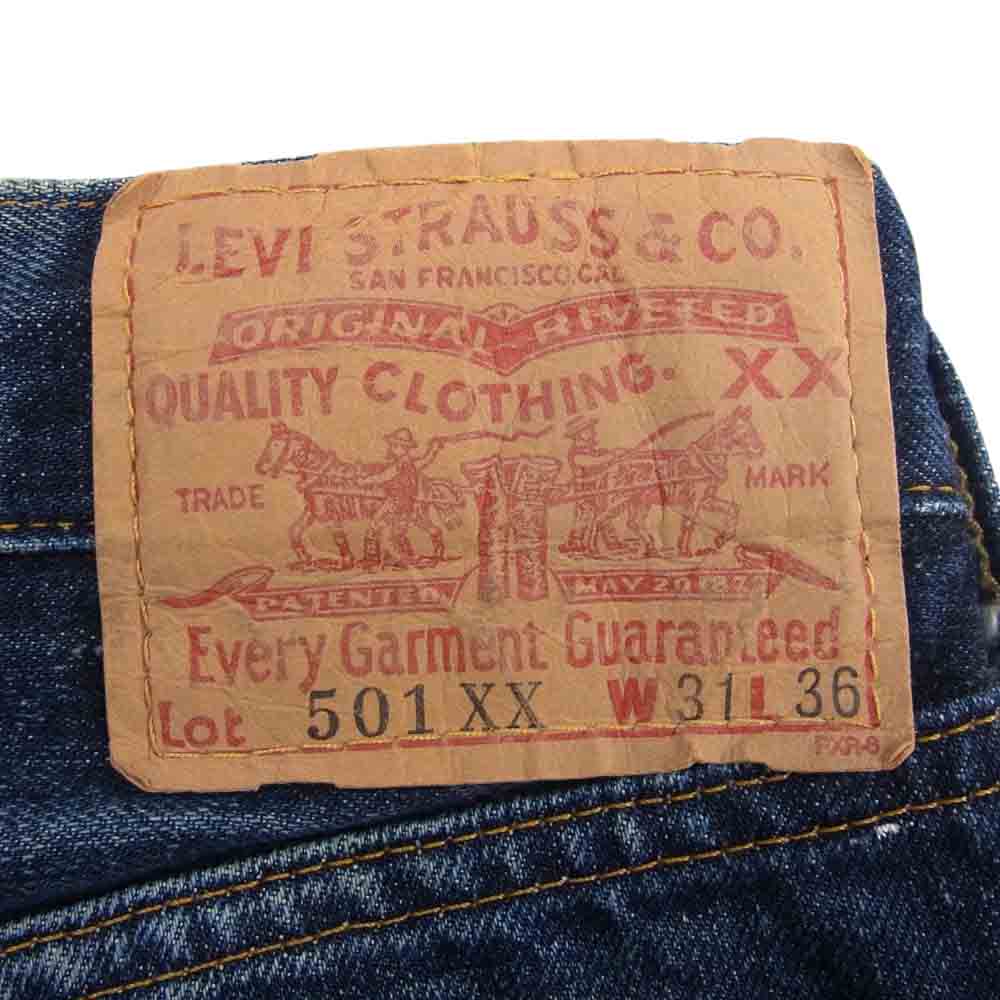 LEVI STRAUSS & CO.
SAN FRANCISCO, CAL
ORIGINAL RIVETED
QUALITY CLOTHING. XX
TRADE MARK
PATENTED MAY 20 1873
Every Garment Guaranteed
Lot 501 XX W 31 L 36
PXR-6